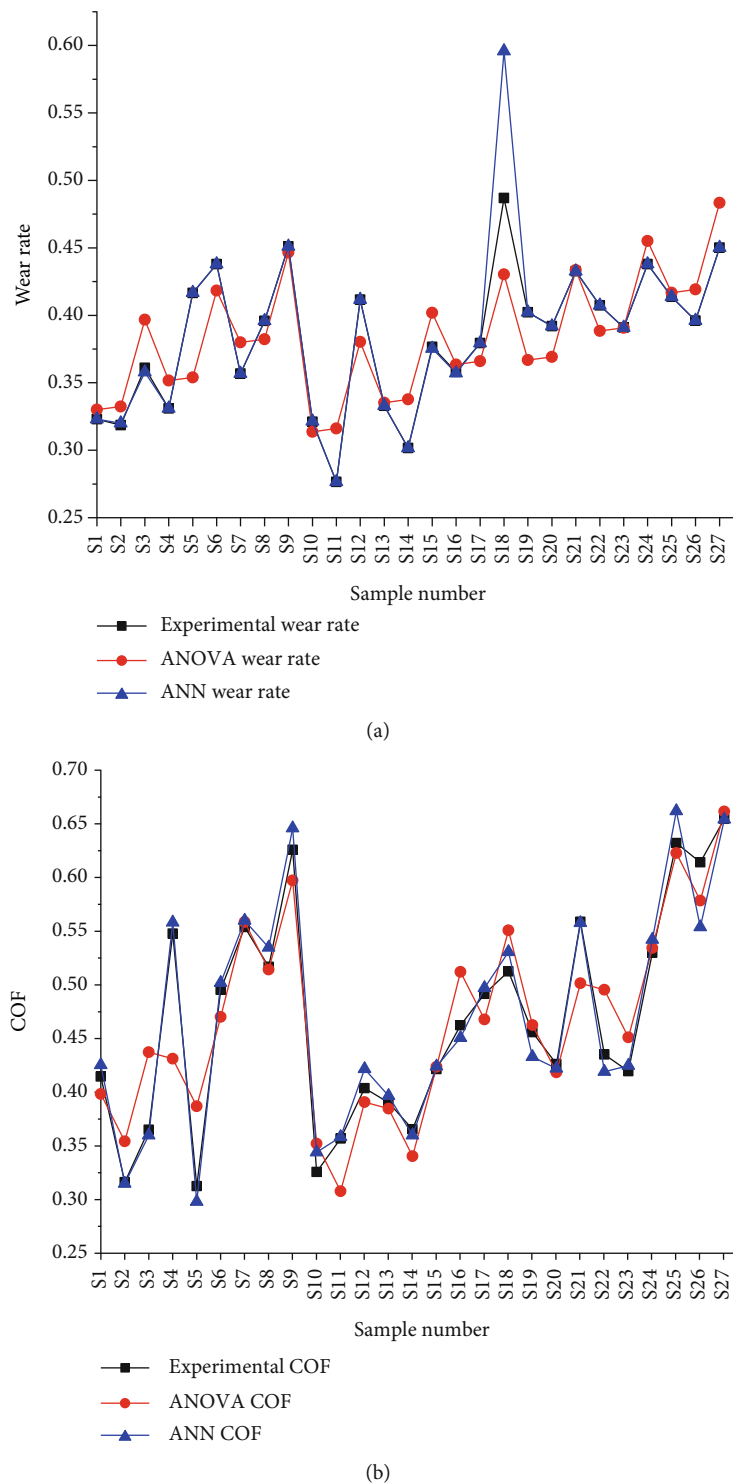 0.60
0.55
0.50
0.45
0.40
0.35
0.30
0.25
Wear rate
S1 S2 S3 S4 S5 S6 S7 S8 S9 S10 S11 S12 S13 S14 S15 S16 S17 S18 S19 S20 S21 S22 S23 S24 S25 S26 S27
Sample number
Experimental wear rate
ANOVA wear rate
ANN wear rate
(a)
0.70
0.65
0.60
0.55
0.50
0.45
0.40
0.35
0.30
0.25
COF
S1 S2 S3 S4 S5 S6 S7 S8 S9 S10 S11 S12 S13 S14 S15 S16 S17 S18 S19 S20 S21 S22 S23 S24 S25 S26 S27
Sample number
Experimental COF
ANOVA COF
ANN COF
(b)